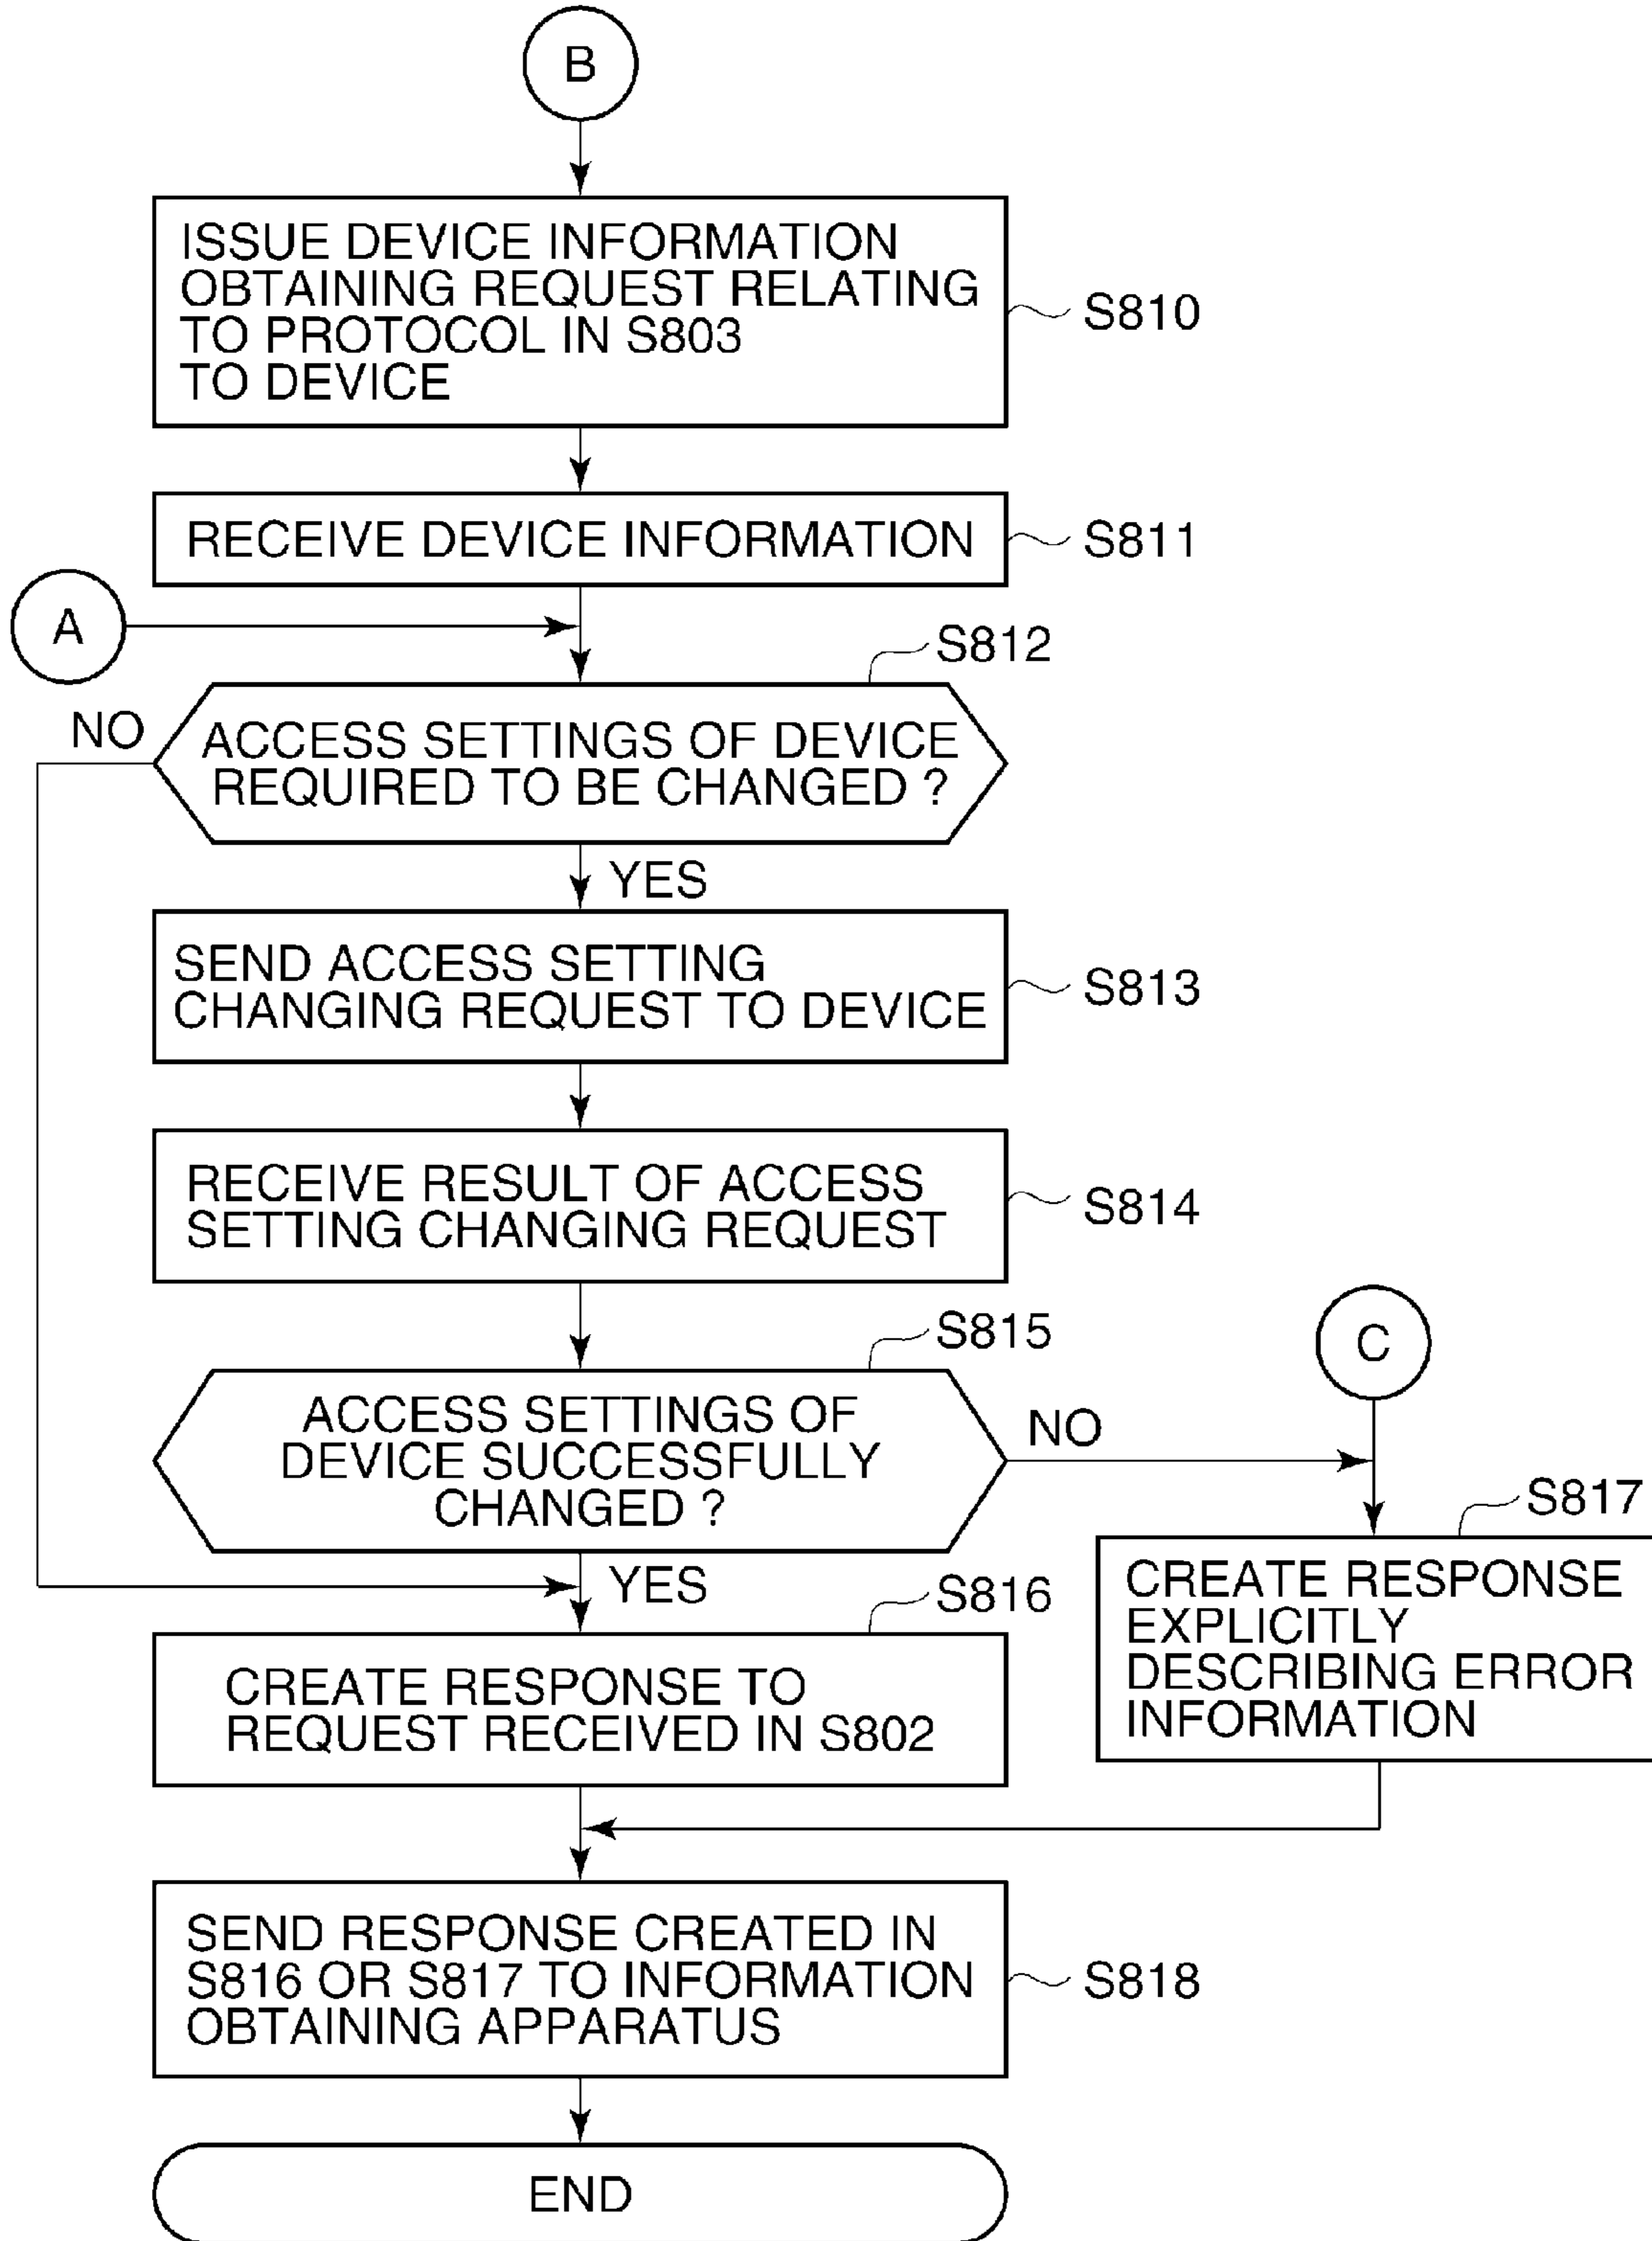 B
ISSUE DEVICE INFORMATION
OBTAINING REQUEST RELATING
TO PROTOCOL IN S803
TO DEVICE
S810
RECEIVE DEVICE INFORMATION
S811
A
S812
NO
ACCESS SETTINGS OF DEVICE
REQUIRED TO BE CHANGED ?
YES
SEND ACCESS SETTING
CHANGING REQUEST TO DEVICE
S813
RECEIVE RESULT OF ACCESS
SETTING CHANGING REQUEST
S814
S815
C
ACCESS SETTINGS OF
DEVICE SUCCESSFULLY
CHANGED ?
NO
S817
YES
S816
CREATE RESPONSE
EXPLICITLY
DESCRIBING ERROR
INFORMATION
CREATE RESPONSE TO
REQUEST RECEIVED IN S802
SEND RESPONSE CREATED IN
S816 OR S817 TO INFORMATION
OBTAINING APPARATUS
S818
END